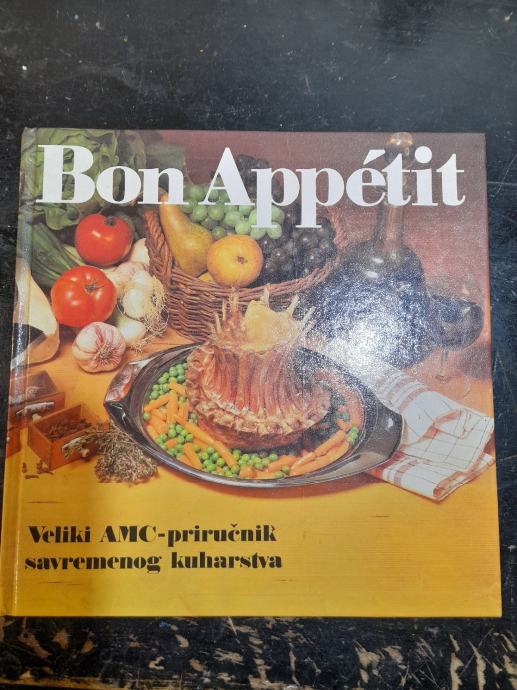 Bon Appétit
Veliki AMC-priručnik
savremenog kuharstva